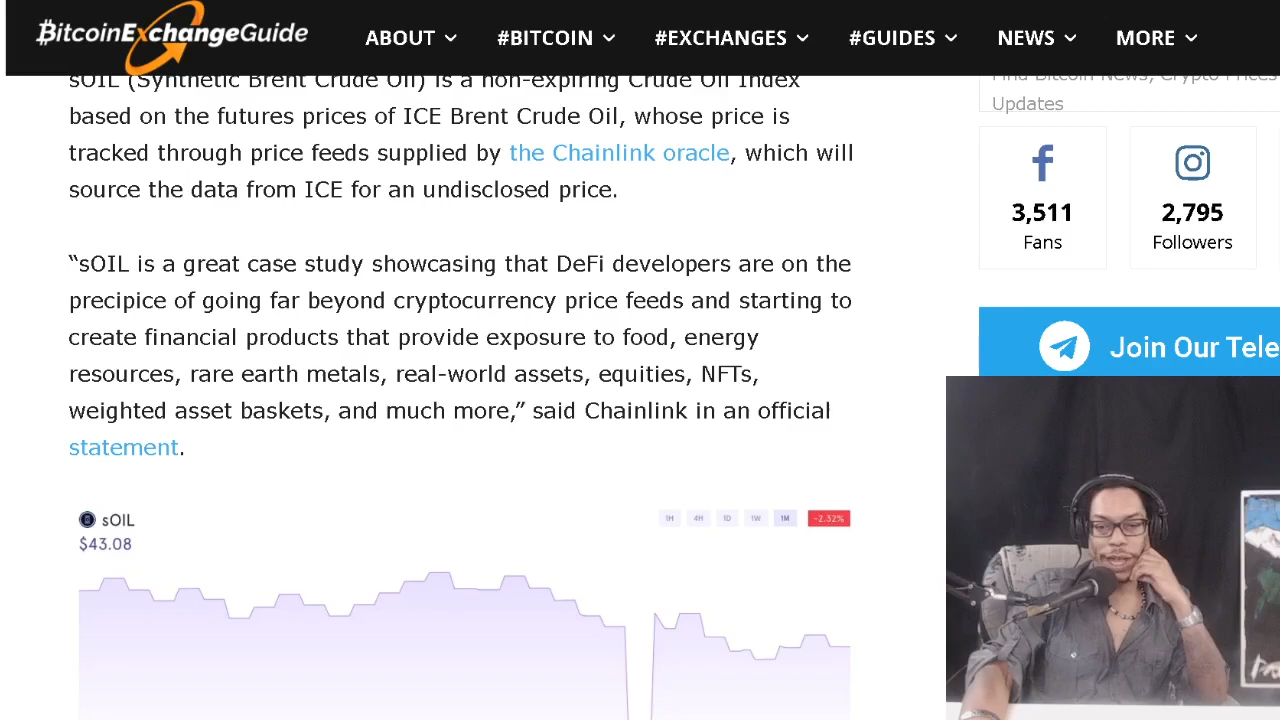 BitcoinExchangeGuide
ABOUT
#BITCOIN
#EXCHANGES
#GUIDES
NEWS
MORE
sOIL (Synthetic Brent Crude Oil) is a non-expiring Crude Oil Index
based on the futures prices of ICE Brent Crude Oil, whose price is
tracked through price feeds supplied by the Chainlink oracle, which will
source the data from ICE for an undisclosed price.
“sOIL is a great case study showcasing that DeFi developers are on the
precipice of going far beyond cryptocurrency price feeds and starting to
create financial products that provide exposure to food, energy
resources, rare earth metals, real-world assets, equities, NFTs,
weighted asset baskets, and much more,” said Chainlink in an official
statement.
sOIL
$43.08
1H
4H
1D
1W
1M
-2.32%
Find Bitcoin News, Crypto Prices
Updates
3,511
Fans
2,795
Followers
Join Our Tele